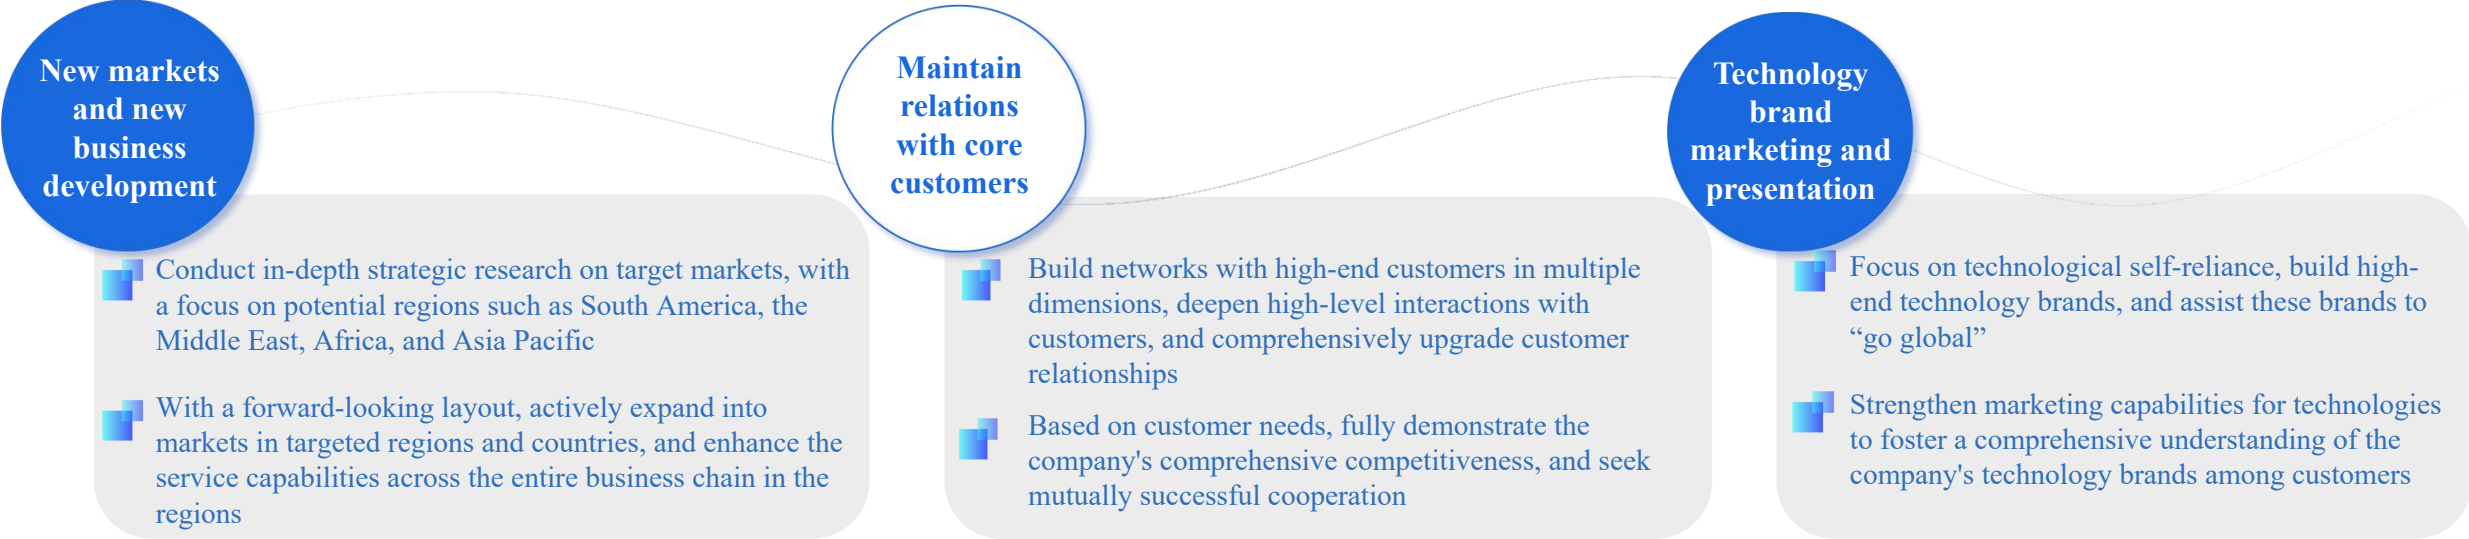 New markets
and new
business
development
Conduct in-depth strategic research on target markets, with
a focus on potential regions such as South America, the
Middle East, Africa, and Asia Pacific
With a forward-looking layout, actively expand into
markets in targeted regions and countries, and enhance the
service capabilities across the entire business chain in the
regions
Maintain
relations
with core
customers
Build networks with high-end customers in multiple
dimensions, deepen high-level interactions with
customers, and comprehensively upgrade customer
relationships
Based on customer needs, fully demonstrate the
company's comprehensive competitiveness, and seek
mutually successful cooperation
Technology
brand
marketing and
presentation
Focus on technological self-reliance, build high-
end technology brands, and assist these brands to
“go global”
Strengthen marketing capabilities for technologies
to foster a comprehensive understanding of the
company's technology brands among customers